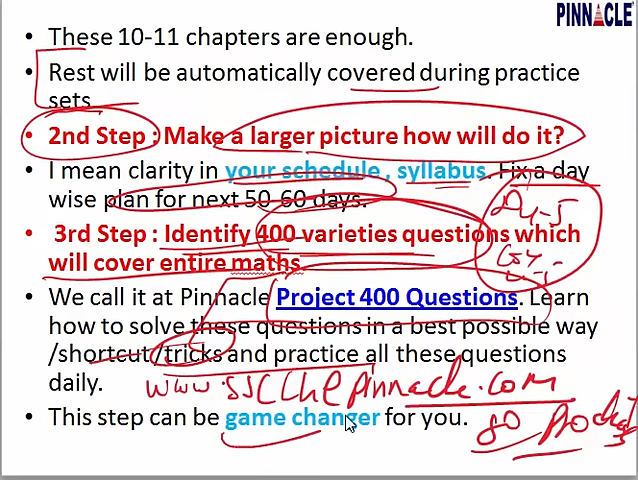 PINNACLE
• These 10-11 chapters are enough.
• Rest will be automatically covered during practice
sets.
• 2nd Step : Make a larger picture how will do it?
• I mean clarity in your schedule , syllabus. Fix a day
wise plan for next 50-60 days.
• 3rd Step : Identify 400 varieties questions which
will cover entire maths.
• We call it at Pinnacle Project 400 Questions. Learn
how to solve these questions in a best possible way
/shortcut/tricks and practice all these questions
daily.
www.ssccglpinnacle.com
• This step can be game changer for you.
80